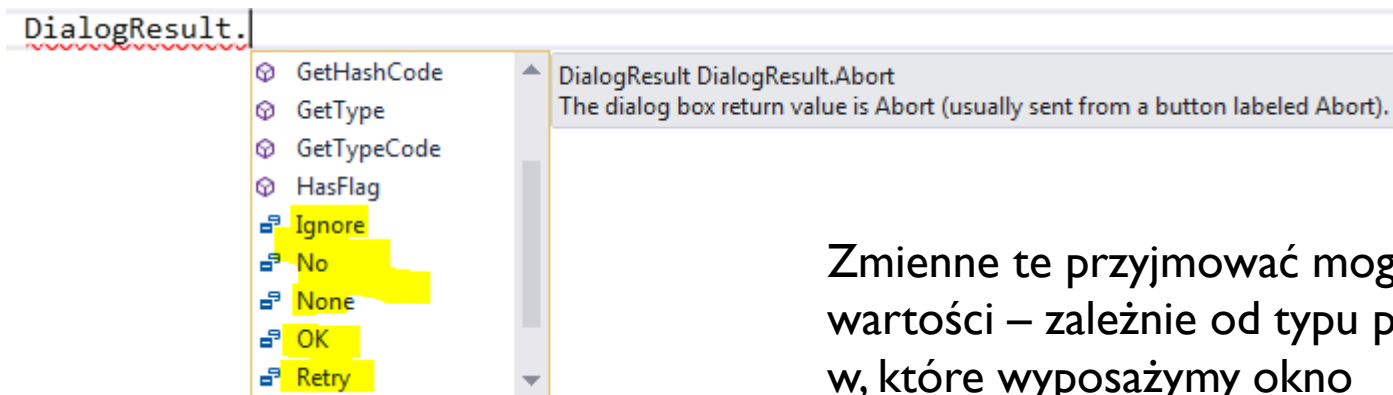 DialogResult.
GetHashCode
GetType
GetTypeCode
HasFlag
Ignore
No
None
OK
Retry
DialogResult DialogResult.Abort
The dialog box return value is Abort (usually sent from a button labeled Abort).
Zmienne te przyjmować mog
wartości – zależnie od typu p
w, które wyposażymy okno